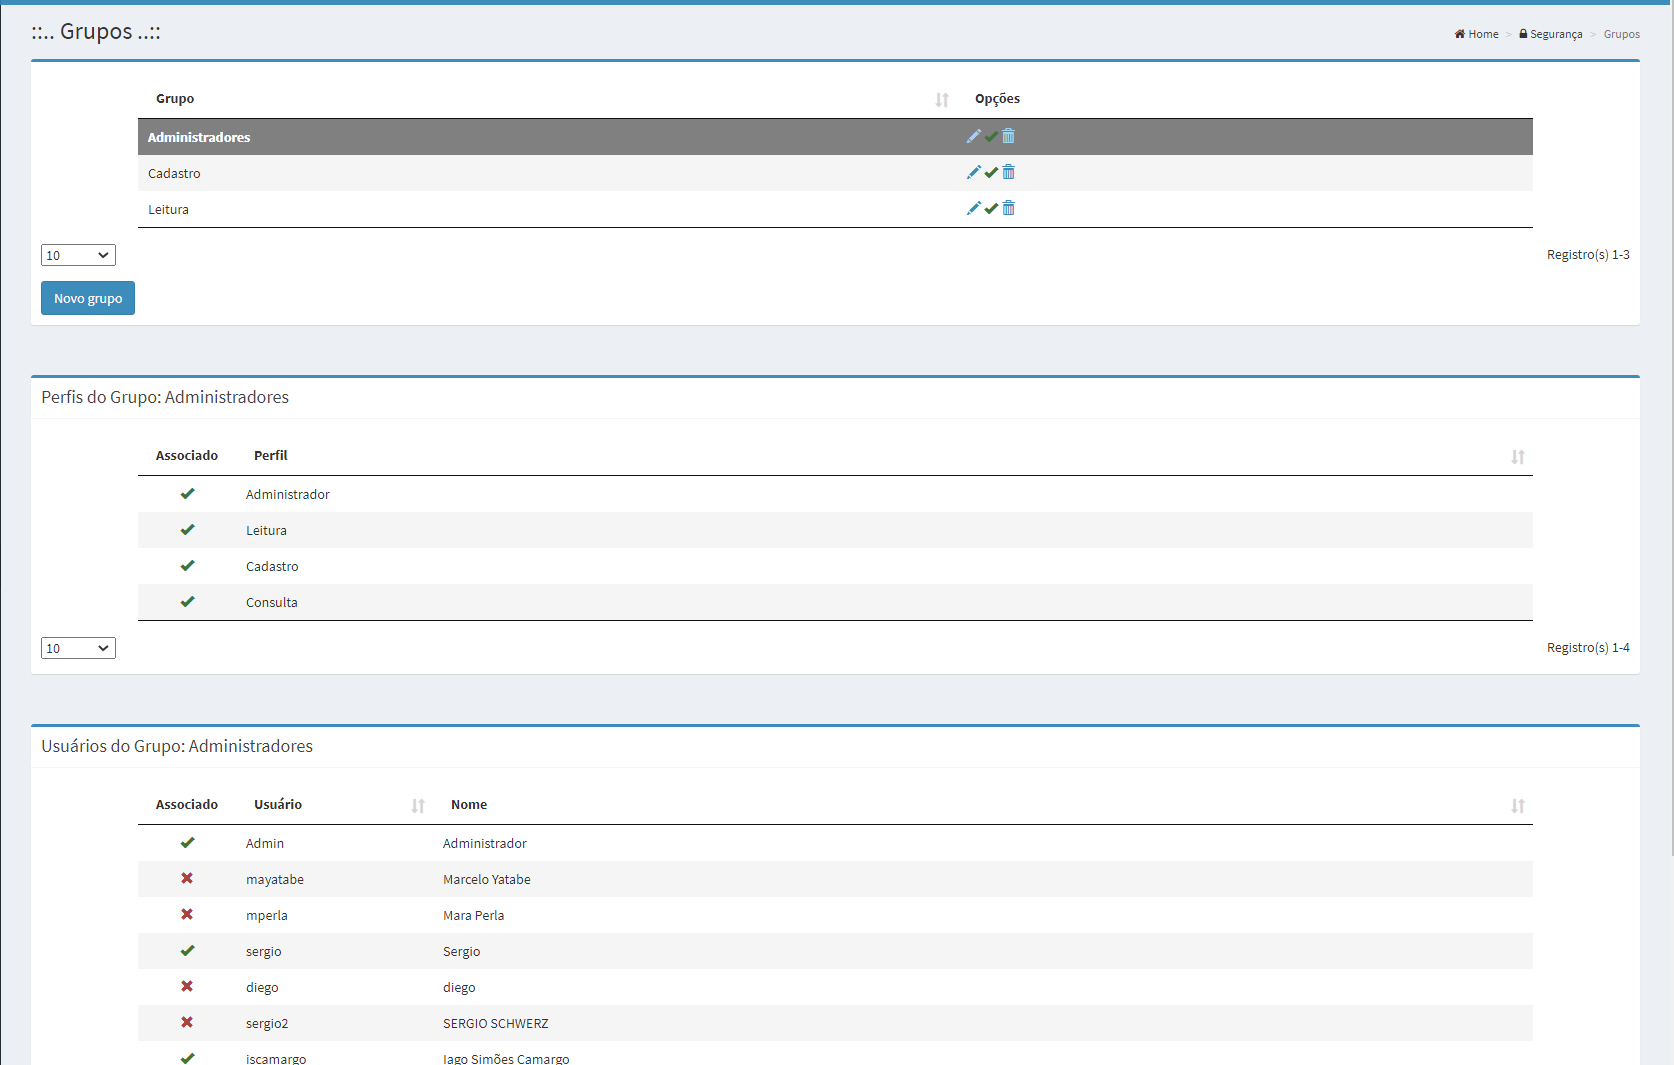 ::.. Grupos ..::
Home > Segurança > Grupos
Grupo Opções
Administradores
Cadastro
Leitura
10
Registro(s) 1-3
Novo grupo
Perfis do Grupo: Administradores
Associado Perfil
Administrador
Leitura
Cadastro
Consulta
10
Registro(s) 1-4
Usuários do Grupo: Administradores
Associado Usuário Nome
Admin Administrador
mayatabe Marcelo Yatabe
mperla Mara Perla
sergio Sergio
diego diego
sergio2 SERGIO SCHWERZ
iscamargo Iago Simões Camargo